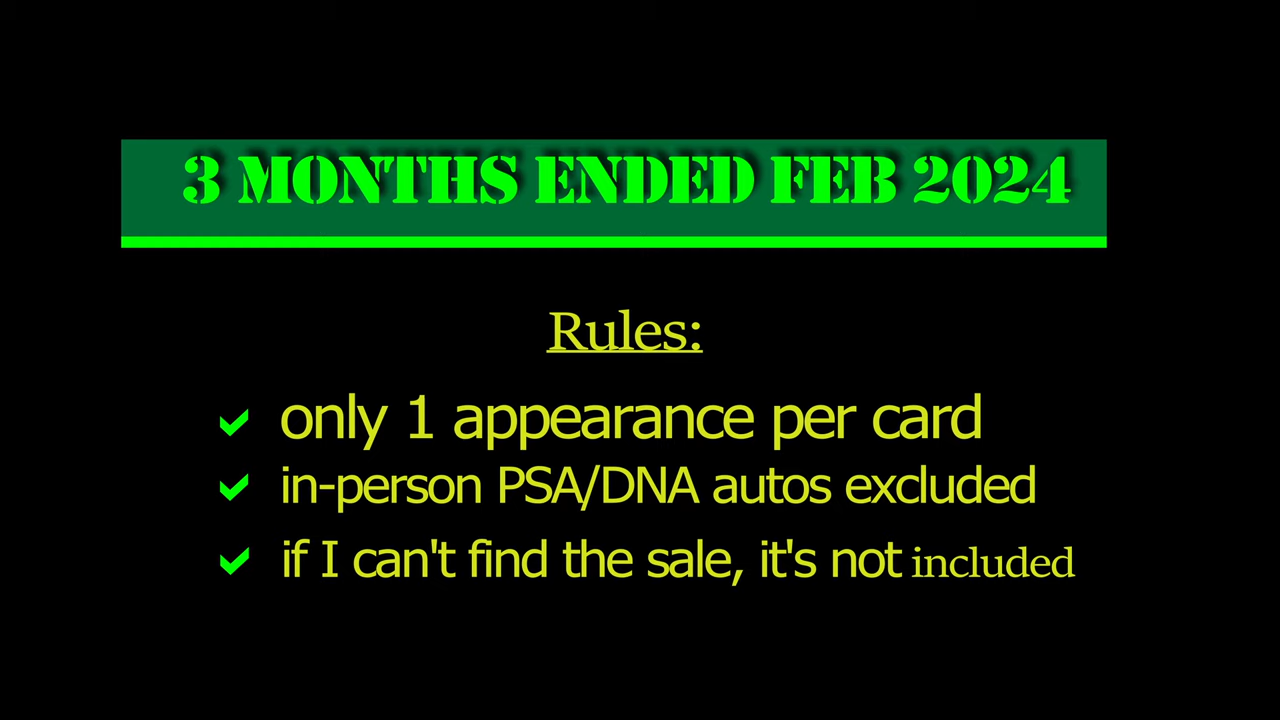 3 MONTHS ENDED FEB 2024
Rules:
only 1 appearance per card
in-person PSA/DNA autos excluded
if I can't find the sale, it's not included